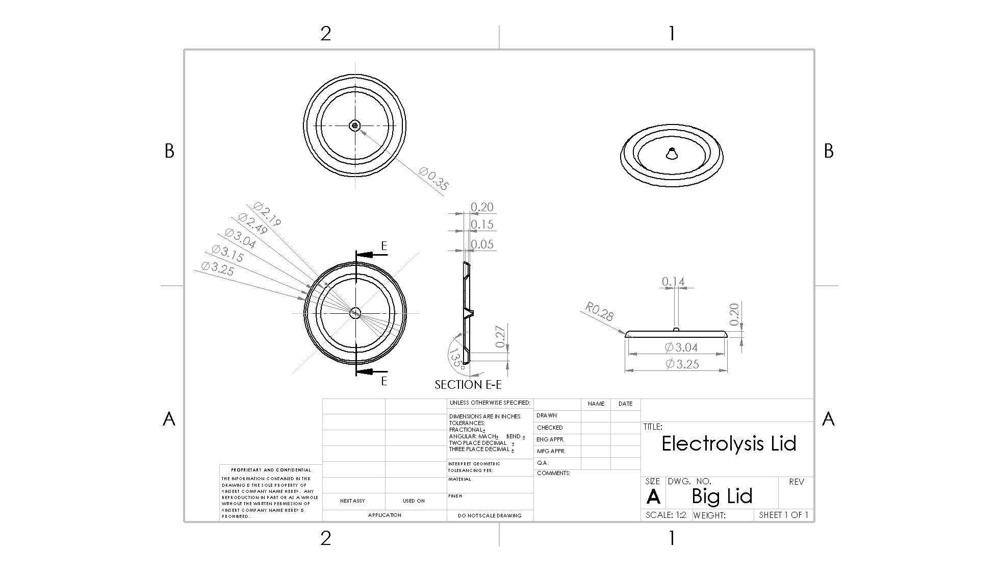 2 1
B B
Ø0.35
Ø2.19
Ø2.49
Ø3.04
Ø3.15
Ø3.25
E
E
0.20
0.15
0.05
0.27
135°
SECTION E-E
0.14
R0.28
0.20
Ø3.04
Ø3.25
A A
UNLESS OTHERWISE SPECIFIED:
DIMENSIONS ARE IN INCHES
TOLERANCES:
FRACTIONAL±
ANGULAR: MACH± BEND ±
TWO PLACE DECIMAL ±
THREE PLACE DECIMAL ±
INTERPRET GEOMETRIC
TOLERANCING PER:
MATERIAL
FINISH
DO NOT SCALE DRAWING
NAME DATE
DRAWN
CHECKED
ENG APPR.
MFG APPR.
Q.A.
COMMENTS:
TITLE:
Electrolysis Lid
SIZE DWG. NO. REV
A Big Lid
SCALE: 1:2 WEIGHT: SHEET 1 OF 1
PROPRIETARY AND CONFIDENTIAL
THE INFORMATION CONTAINED IN THIS
DRAWING IS THE SOLE PROPERTY OF
<INSERT COMPANY NAME HERE>. ANY
REPRODUCTION IN PART OR AS A WHOLE
WITHOUT THE WRITTEN PERMISSION OF
<INSERT COMPANY NAME HERE> IS
PROHIBITED.
NEXT ASSY USED ON
APPLICATION
2 1